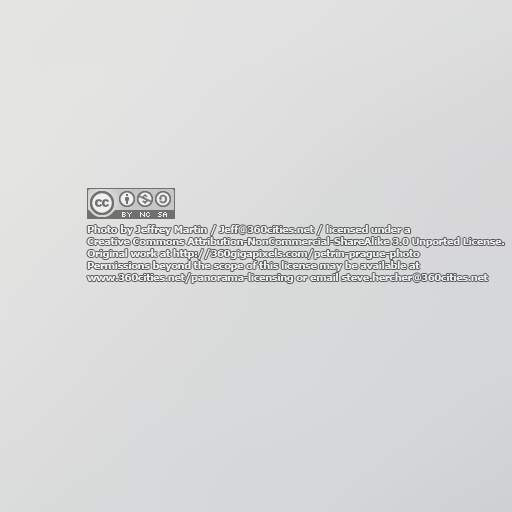 cc BY NC SA
Photo by Jeffrey Martin / Jeff@360cities.net / licensed under a
Creative Commons Attribution-NonCommercial-ShareAlike 3.0 Unported License.
Original work at http://360gigapixels.com/petrin-prague-photo
Permissions beyond the scope of this license may be available at
www.360cities.net/panorama-licensing or email steve.hercher@360cities.net